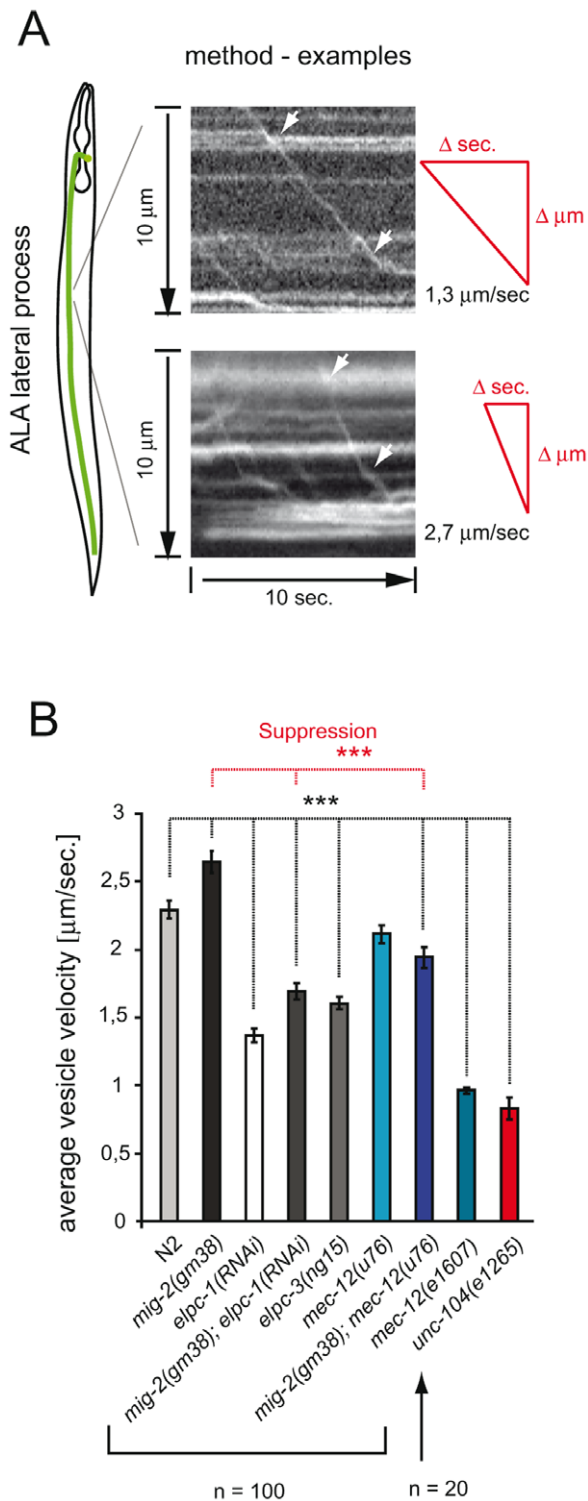 A
method - examples
ALA lateral process
10 μm
Δ sec.
Δ μm
1,3 μm/sec
10 μm
Δ sec.
Δ μm
2,7 μm/sec
10 sec.
B
Suppression
***
***
average vesicle velocity [μm/sec.]
3
2,5
2
1,5
1
0,5
0
N2
mig-2(gm38)
elpc-1(RNAi)
mig-2(gm38); elpc-1(RNAi)
elpc-3(ng15)
mec-12(u76)
mig-2(gm38); mec-12(u76)
mec-12(e1607)
unc-104(e1265)
n = 100
n = 20